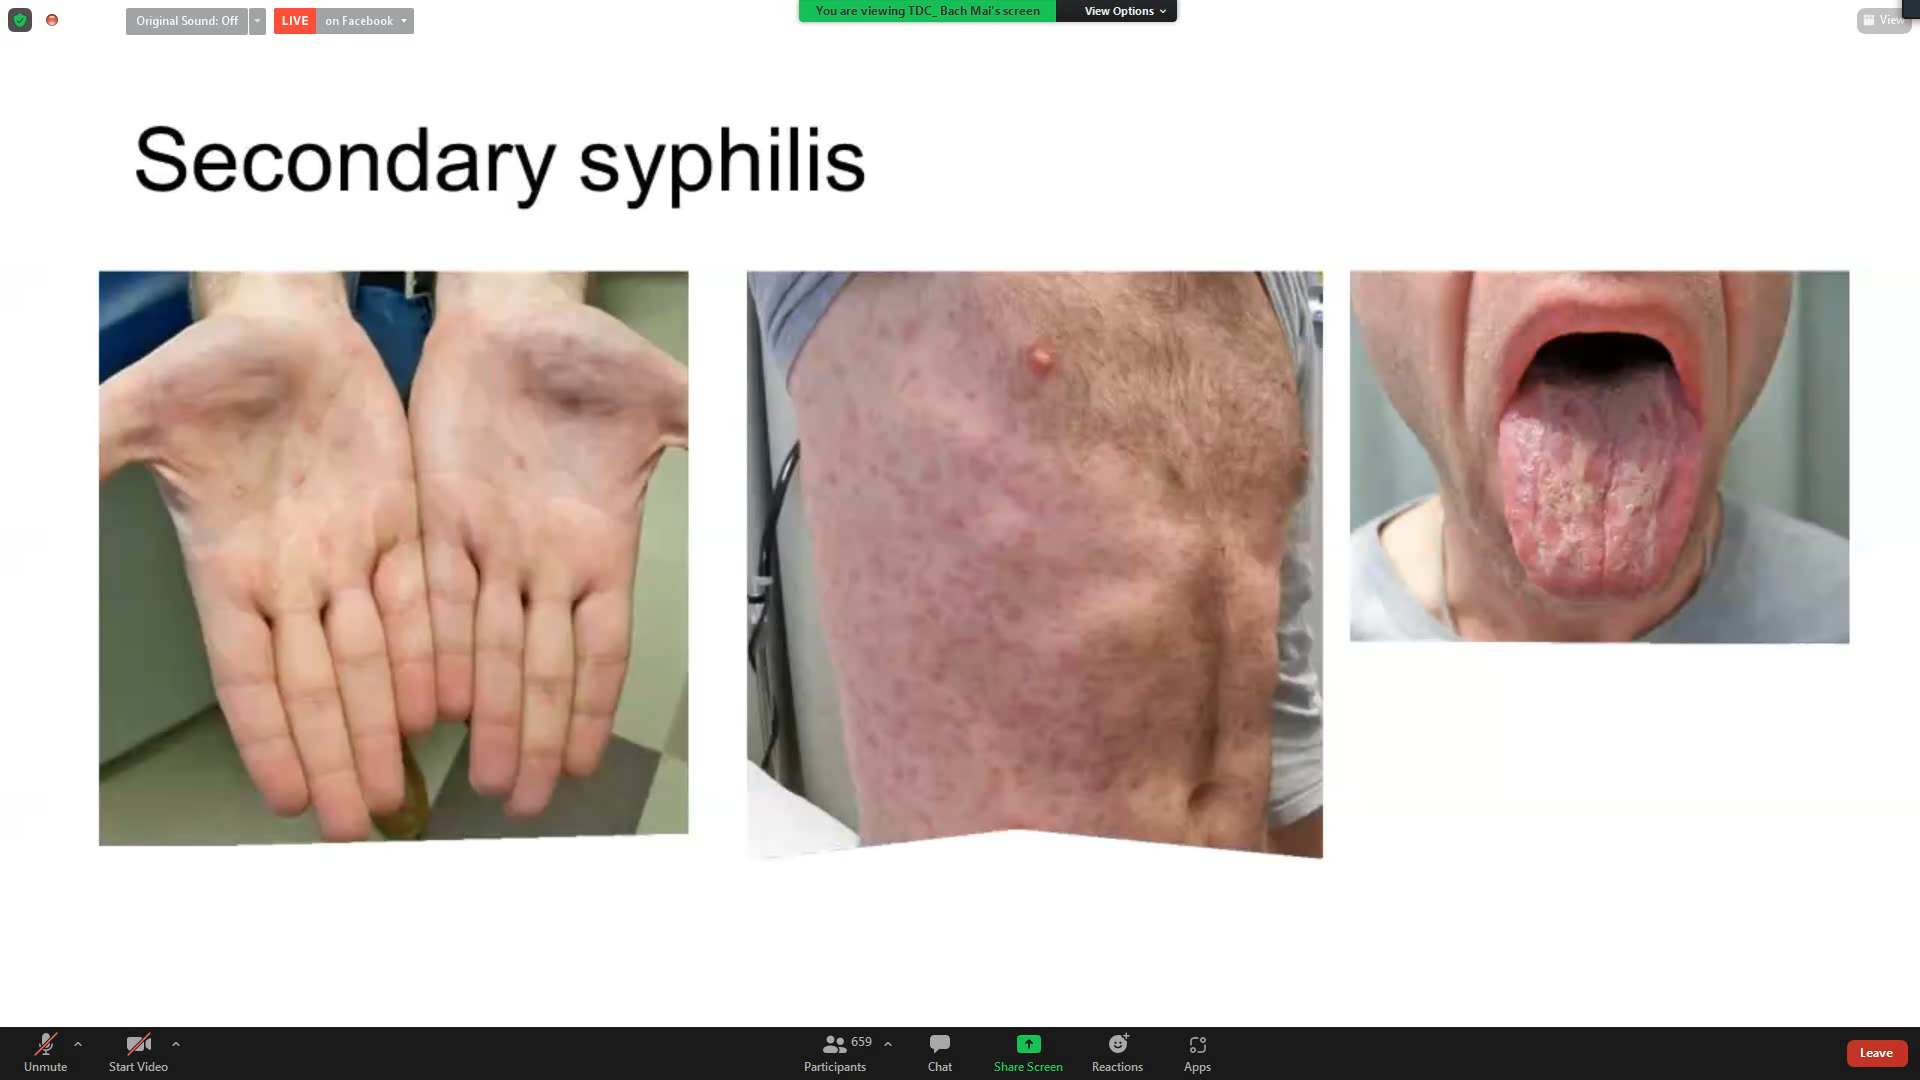 Original Sound: Off
LIVE on Facebook
You are viewing TDC_ Bach Mai's screen
View Options
View
Secondary syphilis
Unmute
Start Video
659
Participants
Chat
Share Screen
Reactions
Apps
Leave